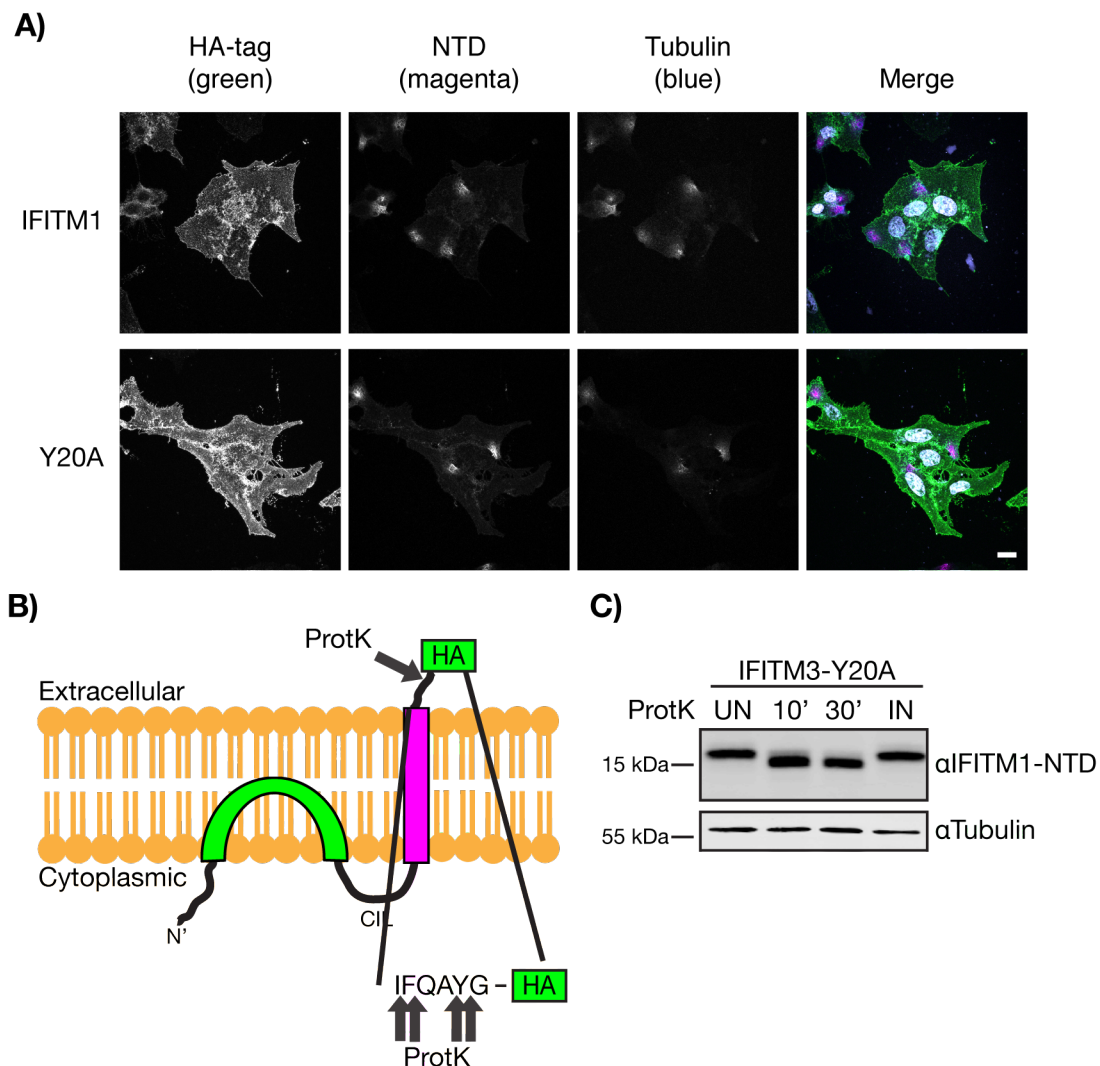 A)
HA-tag
(green)
NTD
(magenta)
Tubulin
(blue)
Merge
IFITM1
Y20A
B)
ProtK
HA
Extracellular
Cytoplasmic
N'
CIL
IFQAYG – HA
ProtK
C)
IFITM3-Y20A
ProtK UN 10’ 30’ IN
15 kDa
αIFITM1-NTD
55 kDa
αTubulin